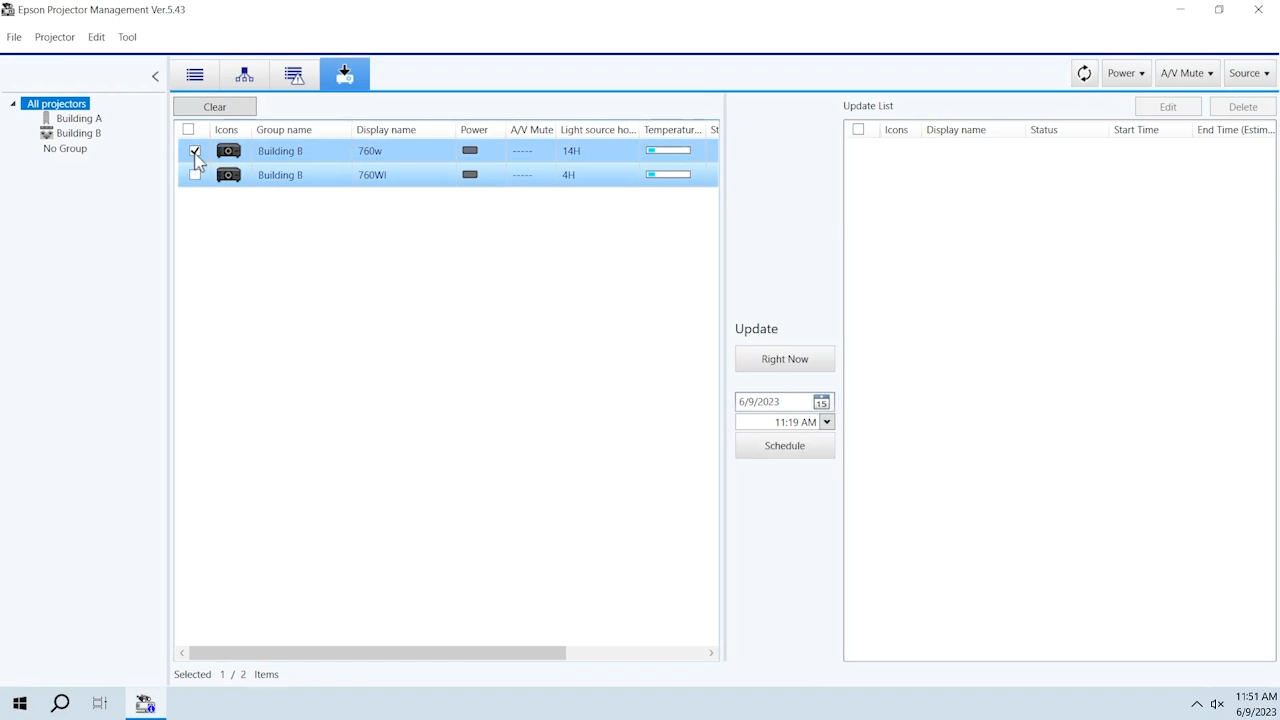 Epson Projector Management Ver.5.43
File Projector Edit Tool
Power A/V Mute Source
All projectors
Building A
Building B
No Group
Clear
Icons Group name Display name Power A/V Mute Light source ho... Temperatur... St
Building B 760w ----- 14H
Building B 760WI ----- 4H
Selected 1 / 2 Items
Update
Right Now
6/9/2023 15
11:19 AM
Schedule
Update List Edit Delete
Icons Display name Status Start Time End Time (Estim...
11:51 AM
6/9/2023